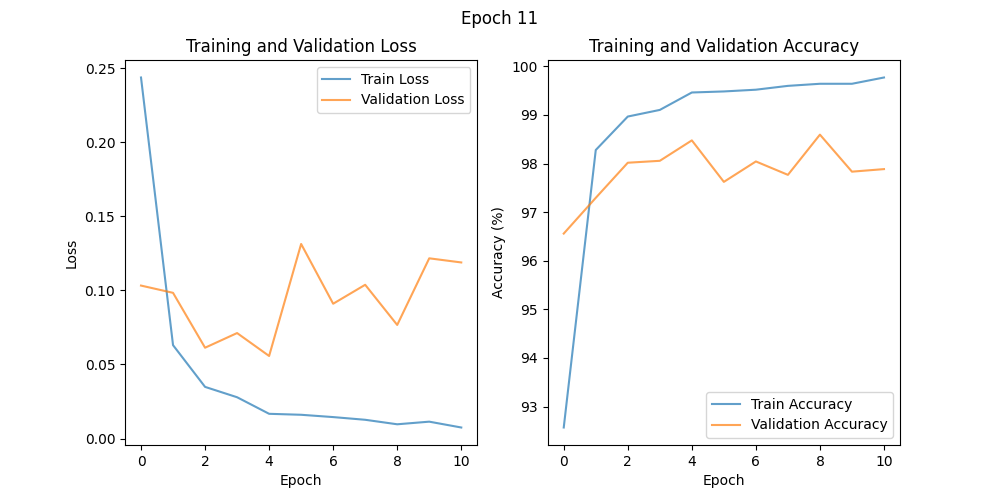 Epoch 11
Training and Validation Loss
0.25
0.20
0.15
0.10
0.05
0.00
Loss
Train Loss
Validation Loss
0 2 4 6 8 10
Epoch
Training and Validation Accuracy
100
99
98
97
96
95
94
93
Accuracy (%)
Train Accuracy
Validation Accuracy
0 2 4 6 8 10
Epoch